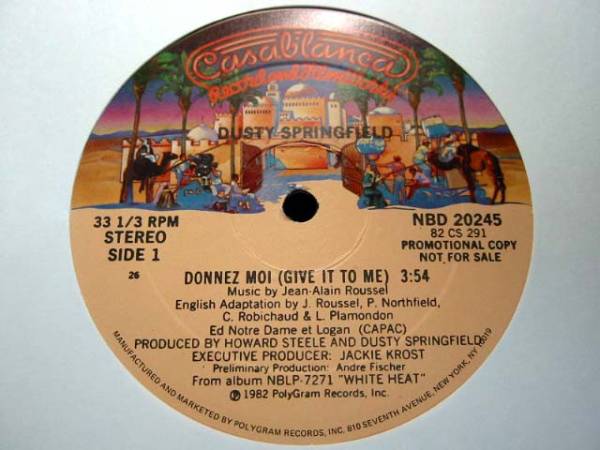 Casablanca
Record and FilmWorks
DUSTY SPRINGFIELD
33 1/3 RPM
STEREO
SIDE 1
NBD 20245
82 CS 291
PROMOTIONAL COPY
NOT FOR SALE
26
DONNEZ MOI (GIVE IT TO ME) 3:54
Music by Jean-Alain Roussel
English Adaptation by J. Roussel, P. Northfield,
C. Robichaud & L. Plamondon
Ed Notre Dame et Logan (CAPAC)
PRODUCED BY HOWARD STEELE AND DUSTY SPRINGFIELD
EXECUTIVE PRODUCER: JACKIE KROST
Preliminary Production: Andre Fischer
From album NBLP-7271 "WHITE HEAT"
℗ 1982 PolyGram Records, Inc.
MANUFACTURED AND MARKETED BY POLYGRAM RECORDS, INC. 810 SEVENTH AVENUE, NEW YORK, NY 10019